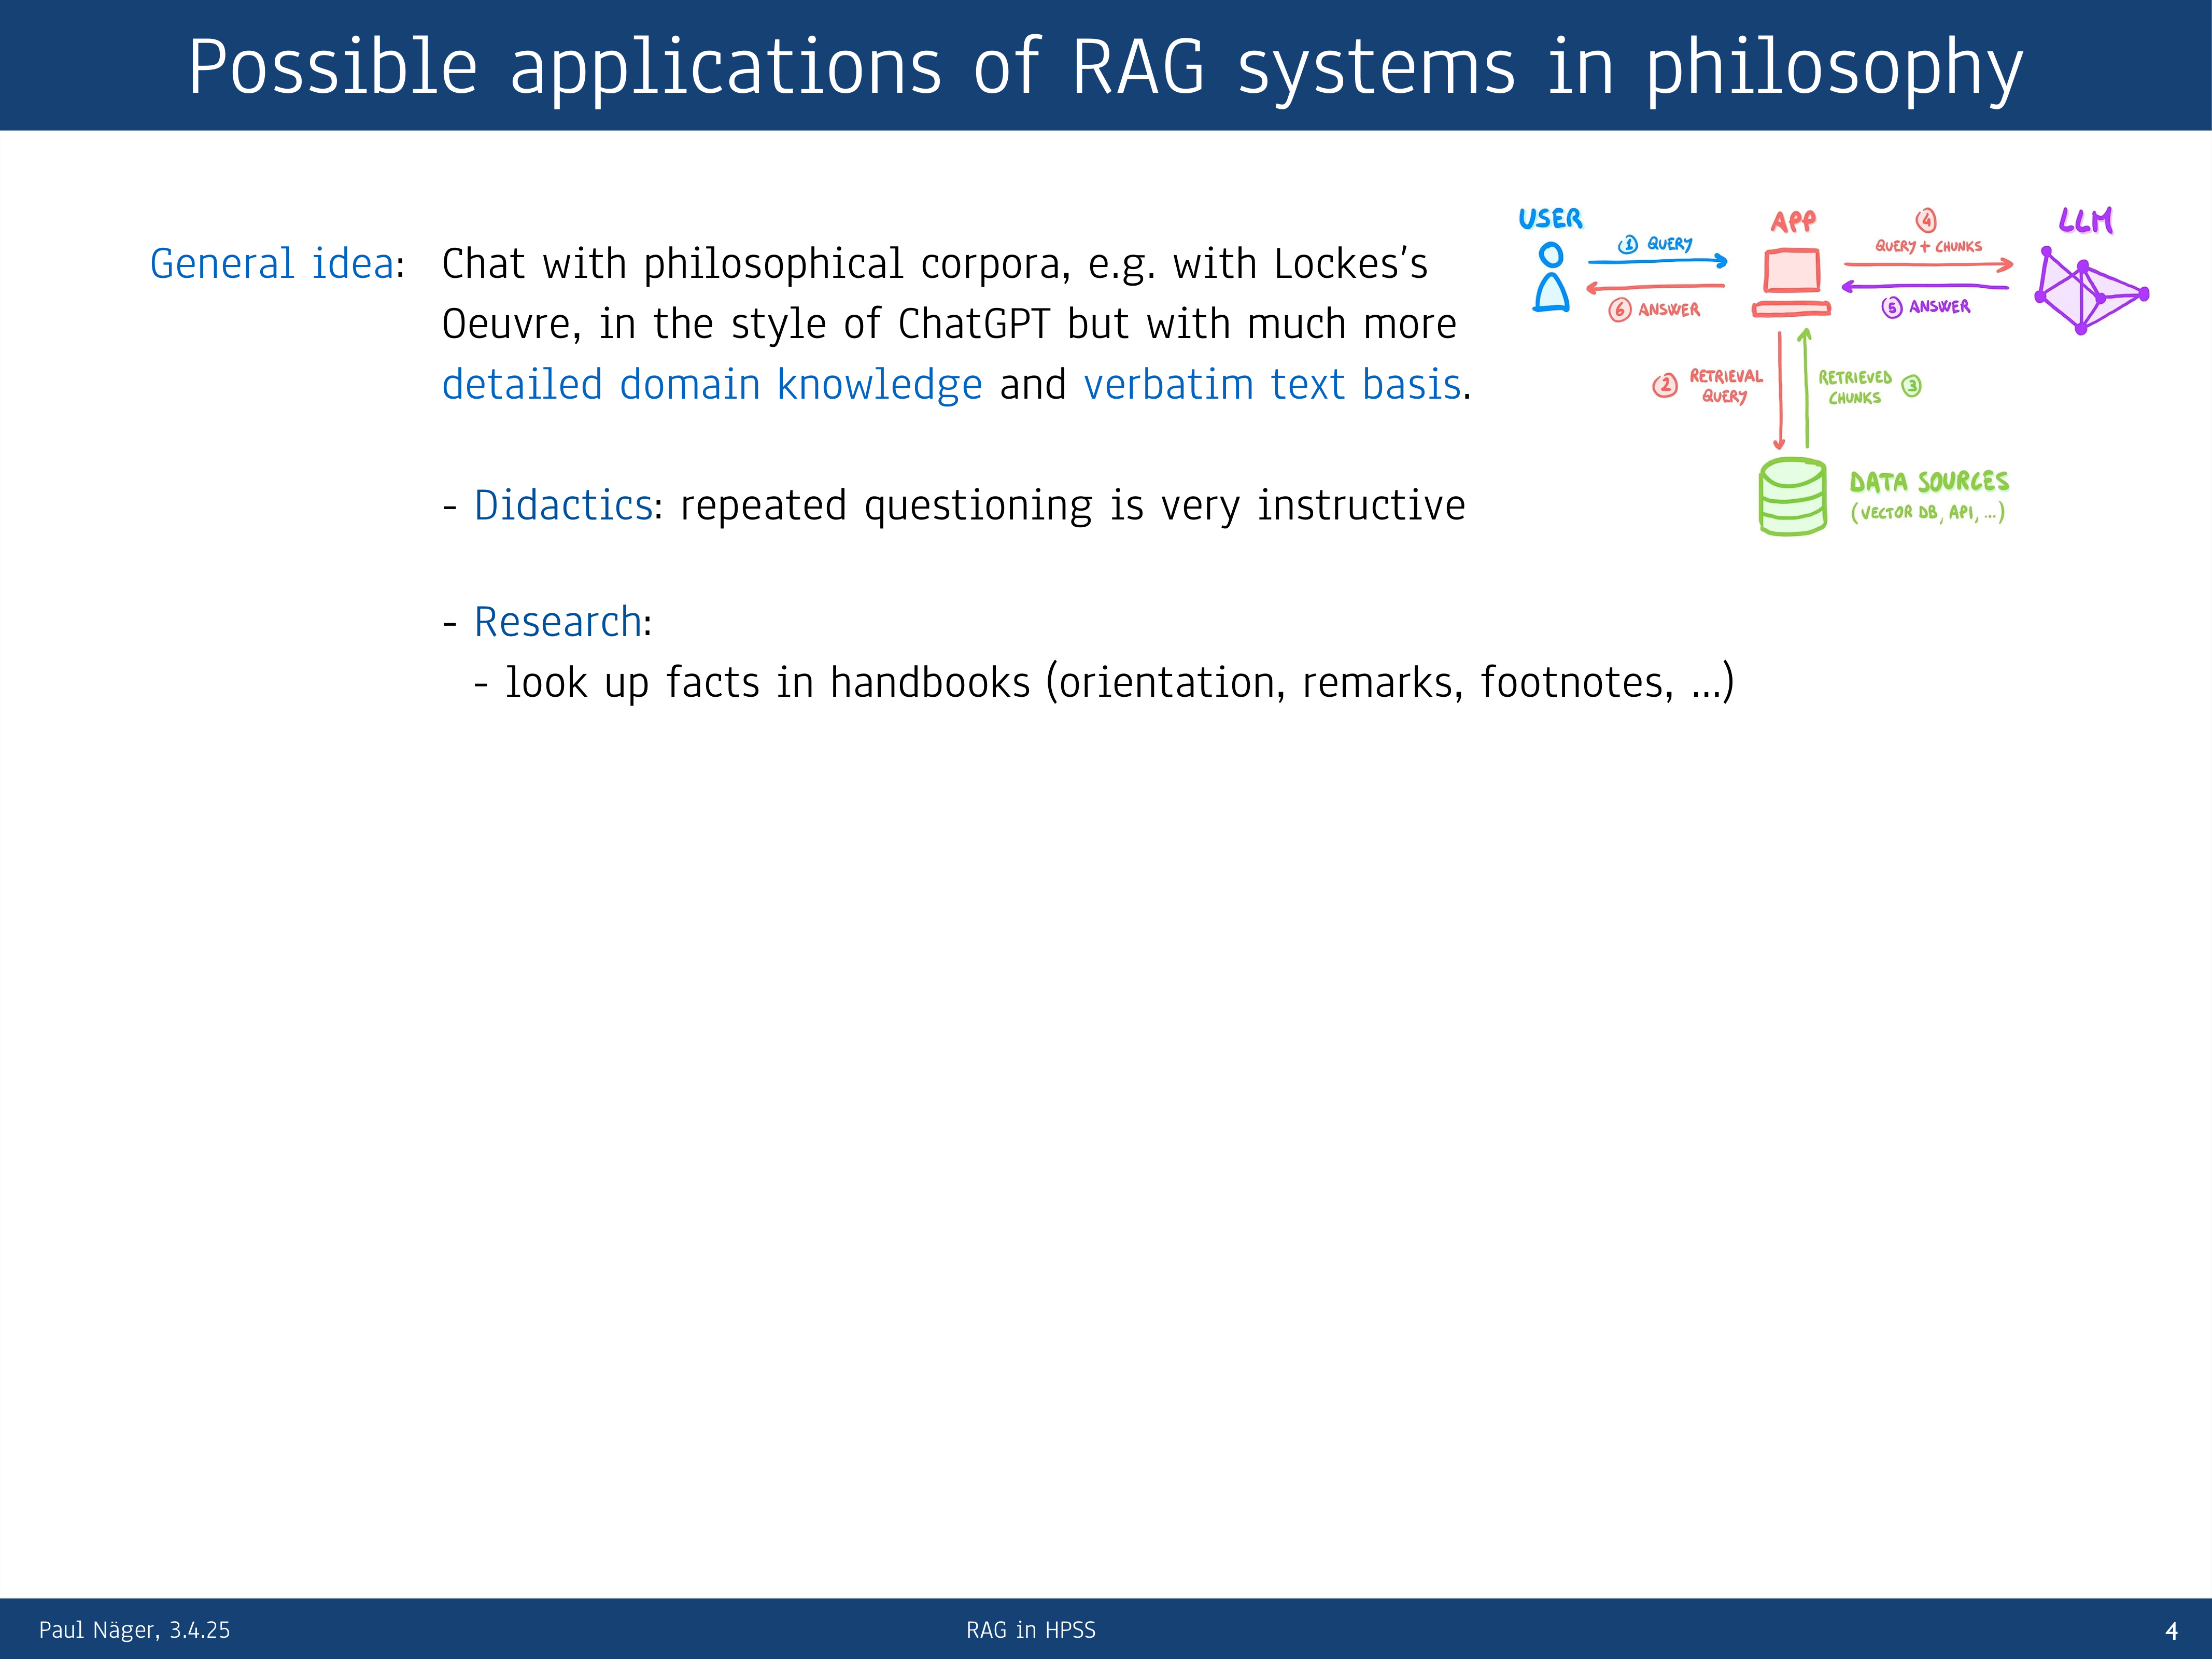 Possible applications of RAG systems in philosophy
General idea: Chat with philosophical corpora, e.g. with Lockes's
Oeuvre, in the style of ChatGPT but with much more
detailed domain knowledge and verbatim text basis.
- Didactics: repeated questioning is very instructive
- Research:
- look up facts in handbooks (orientation, remarks, footnotes, ...)
USER
APP
LLM
1 QUERY
4
QUERY + CHUNKS
6 ANSWER
5 ANSWER
2 RETRIEVAL
QUERY
RETRIEVED
CHUNKS 3
DATA SOURCES
(VECTOR DB, API, ...)
Paul Näger, 3.4.25
RAG in HPSS
4